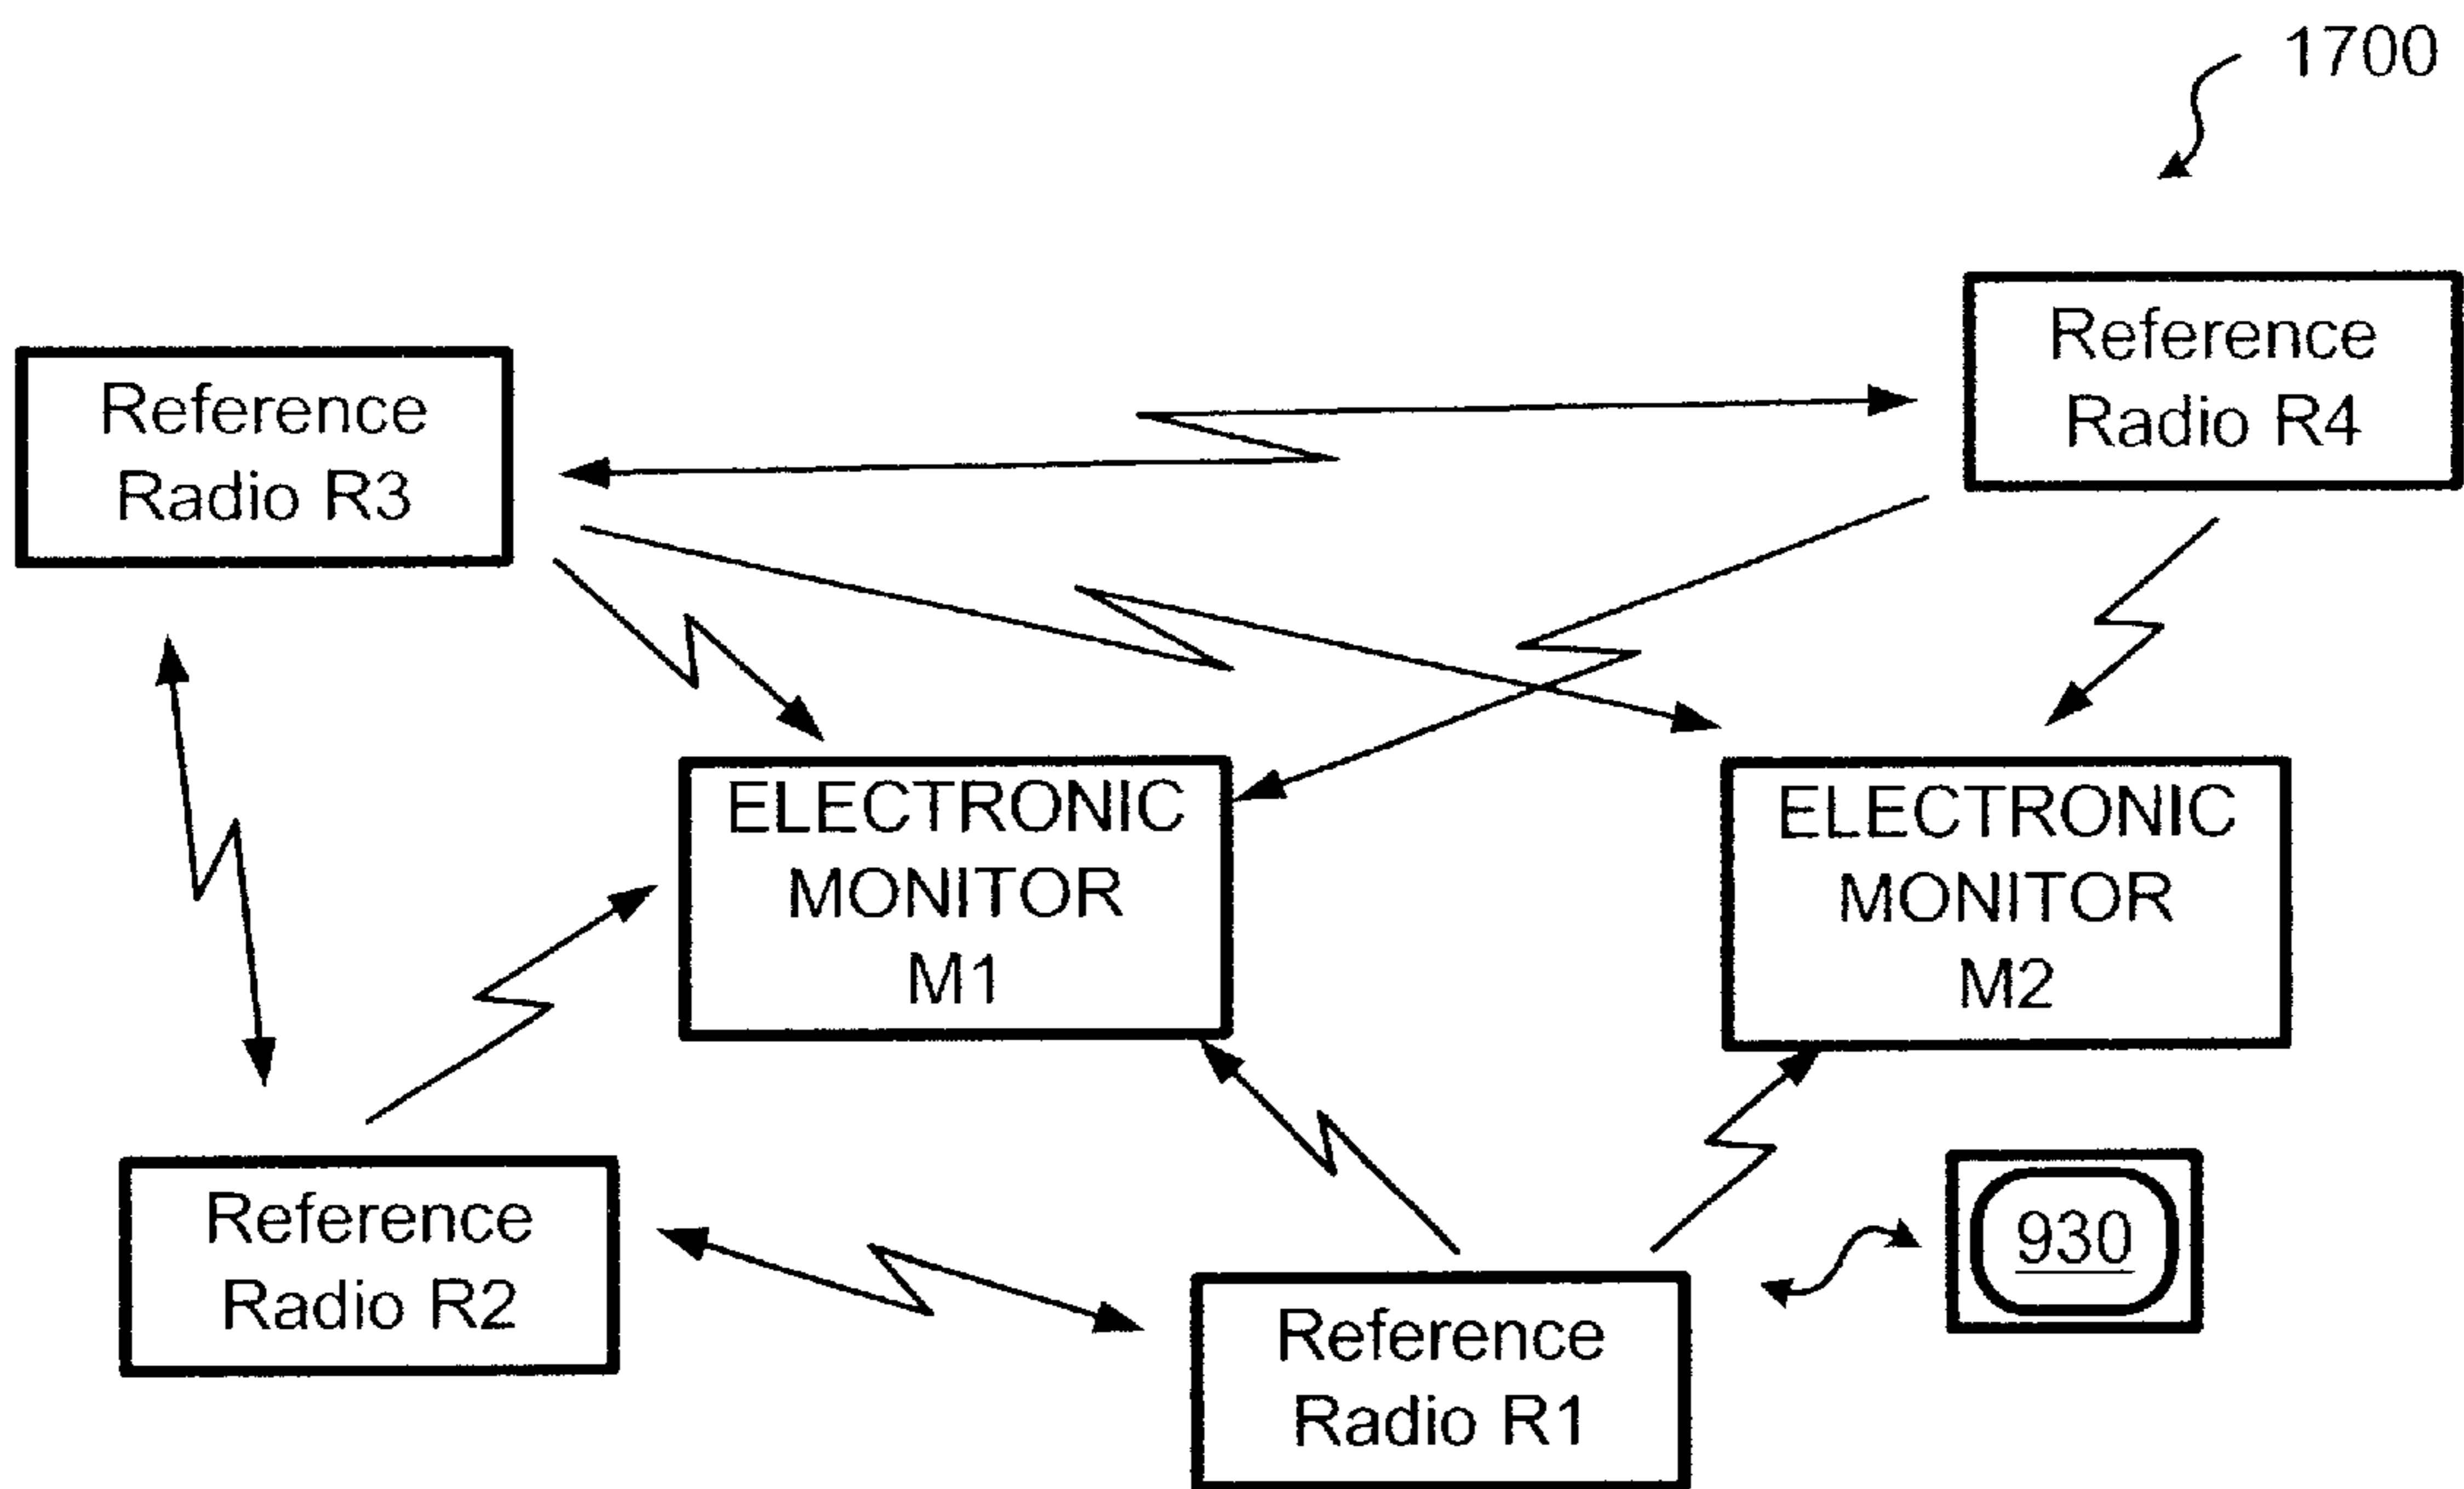 1700
Reference
Radio R4
Reference
Radio R3
ELECTRONIC
MONITOR
M1
ELECTRONIC
MONITOR
M2
Reference
Radio R2
930
Reference
Radio R1